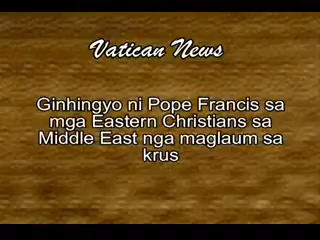 Vatican News
Ginhingyo ni Pope Francis sa
mga Eastern Christians sa
Middle East nga maglaum sa
krus